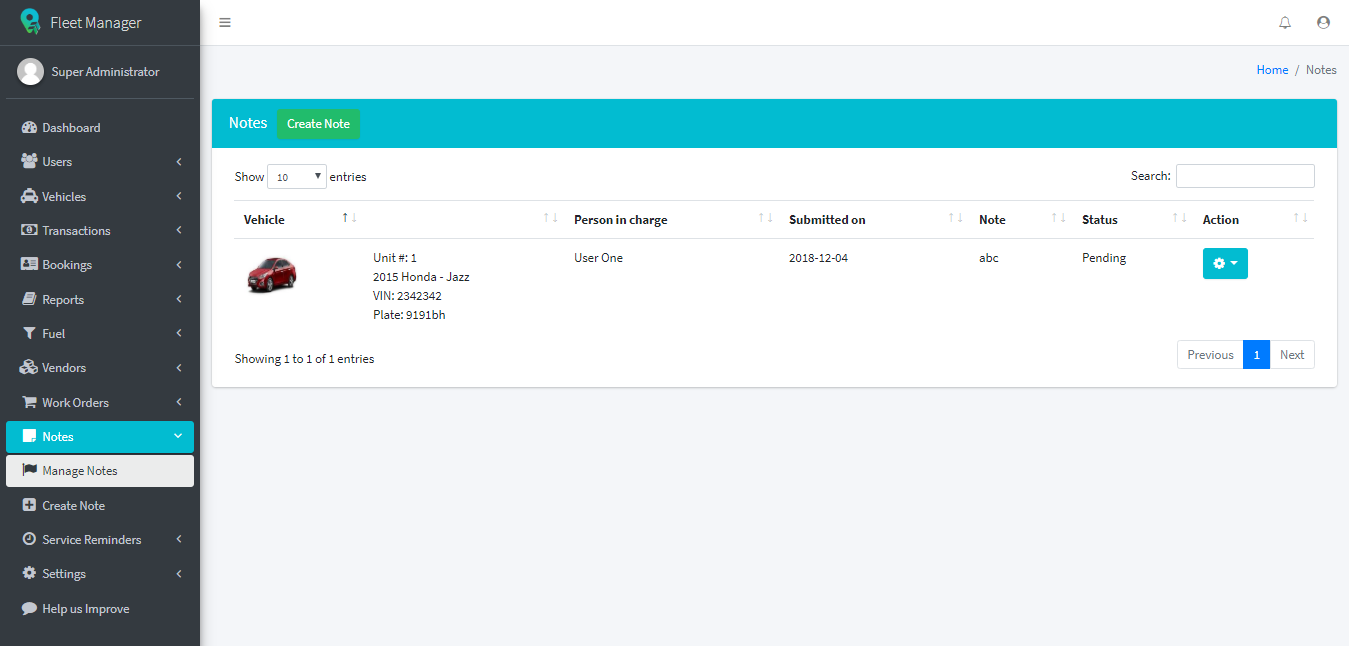 Fleet Manager
Super Administrator
Home / Notes
Dashboard
Users
Vehicles
Transactions
Bookings
Reports
Fuel
Vendors
Work Orders
Notes
Manage Notes
Create Note
Service Reminders
Settings
Help us Improve
Notes Create Note
Show 10 entries Search:
Vehicle Person in charge Submitted on Note Status Action
Unit #: 1 User One 2018-12-04 abc Pending
2015 Honda - Jazz
VIN: 2342342
Plate: 9191bh
Showing 1 to 1 of 1 entries Previous 1 Next